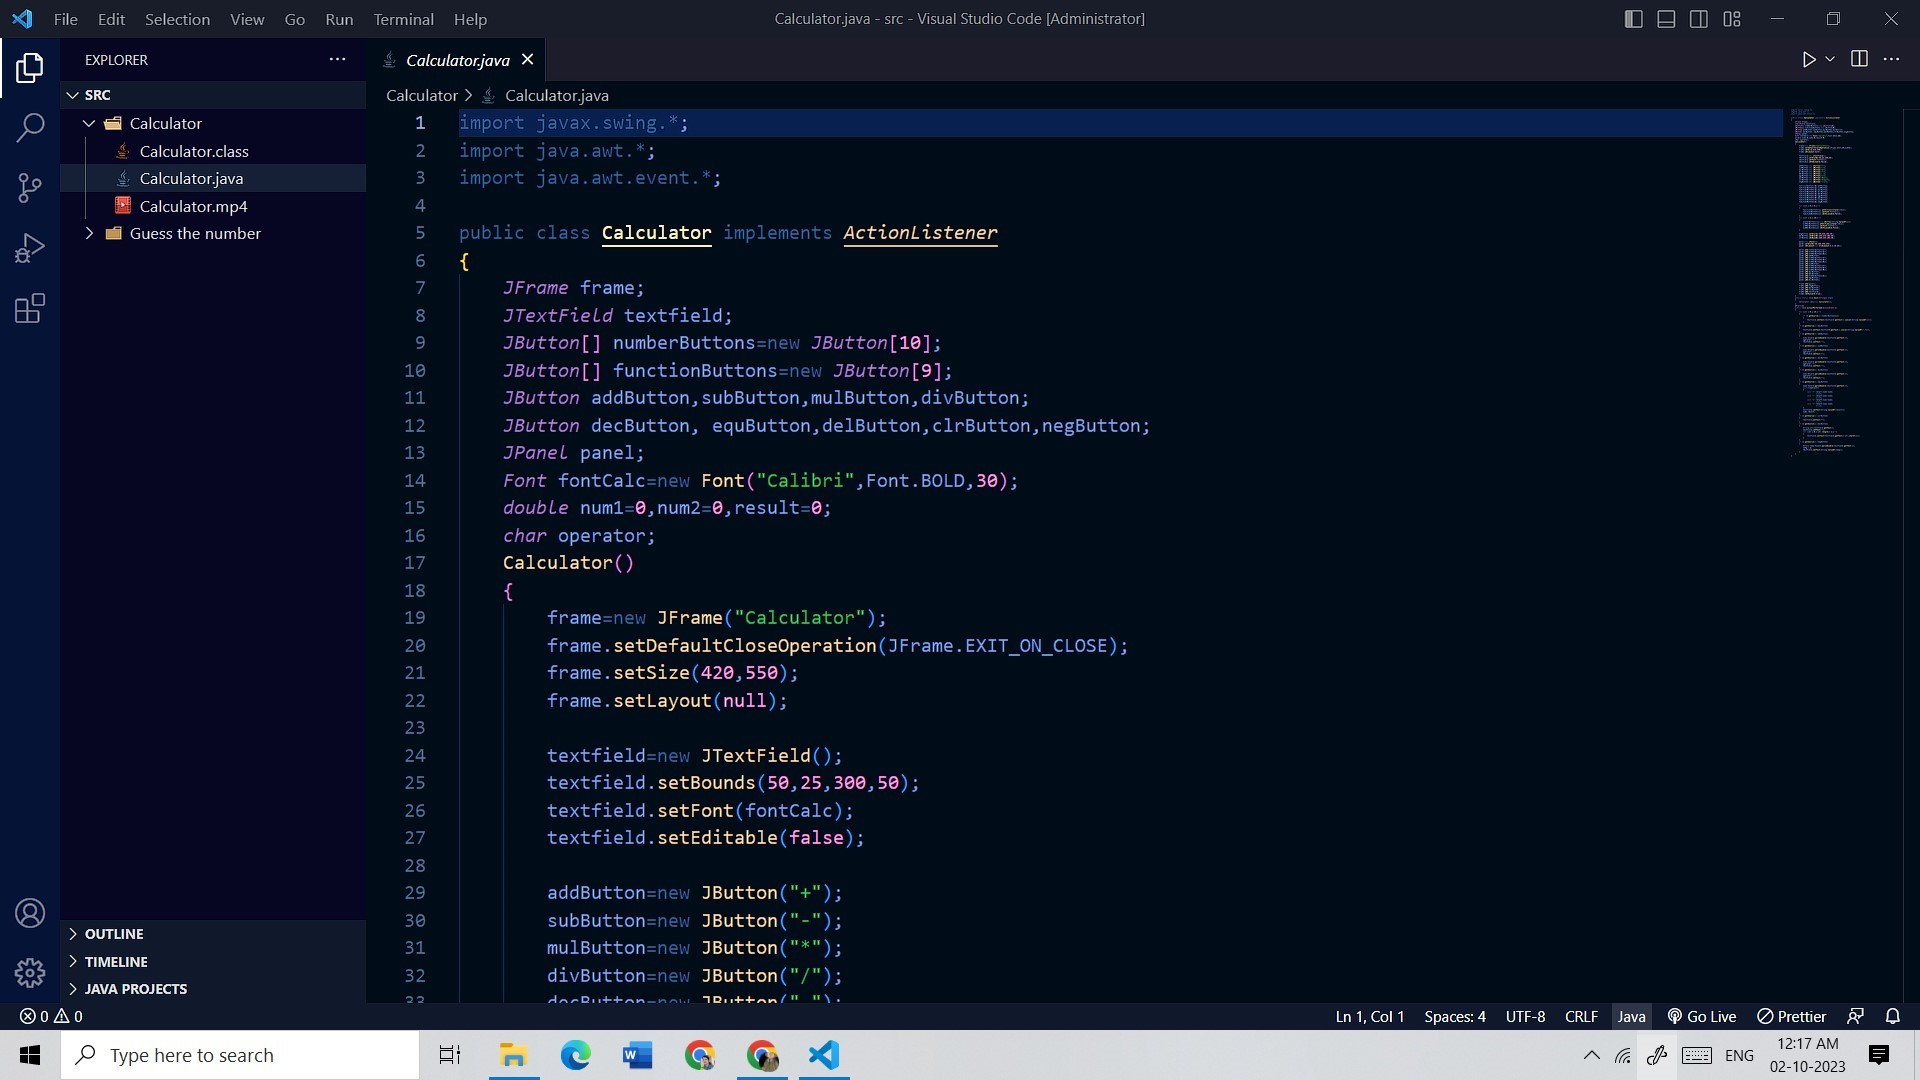 File Edit Selection View Go Run Terminal Help
Calculator.java - src - Visual Studio Code [Administrator]
EXPLORER
SRC
Calculator
Calculator.class
Calculator.java
Calculator.mp4
Guess the number
OUTLINE
TIMELINE
JAVA PROJECTS
Calculator.java
Calculator > Calculator.java
1 import javax.swing.*;
2 import java.awt.*;
3 import java.awt.event.*;
4
5 public class Calculator implements ActionListener
6 {
7 JFrame frame;
8 JTextField textfield;
9 JButton[] numberButtons=new JButton[10];
10 JButton[] functionButtons=new JButton[9];
11 JButton addButton,subButton,mulButton,divButton;
12 JButton decButton, equButton,delButton,clrButton,negButton;
13 JPanel panel;
14 Font fontCalc=new Font("Calibri",Font.BOLD,30);
15 double num1=0,num2=0,result=0;
16 char operator;
17 Calculator()
18 {
19 frame=new JFrame("Calculator");
20 frame.setDefaultCloseOperation(JFrame.EXIT_ON_CLOSE);
21 frame.setSize(420,550);
22 frame.setLayout(null);
23
24 textfield=new JTextField();
25 textfield.setBounds(50,25,300,50);
26 textfield.setFont(fontCalc);
27 textfield.setEditable(false);
28
29 addButton=new JButton("+");
30 subButton=new JButton("-");
31 mulButton=new JButton("*");
32 divButton=new JButton("/");
33 decButton=new JButton(".");
0 0
Ln 1, Col 1 Spaces: 4 UTF-8 CRLF Java Go Live Prettier
Type here to search
ENG
12:17 AM
02-10-2023